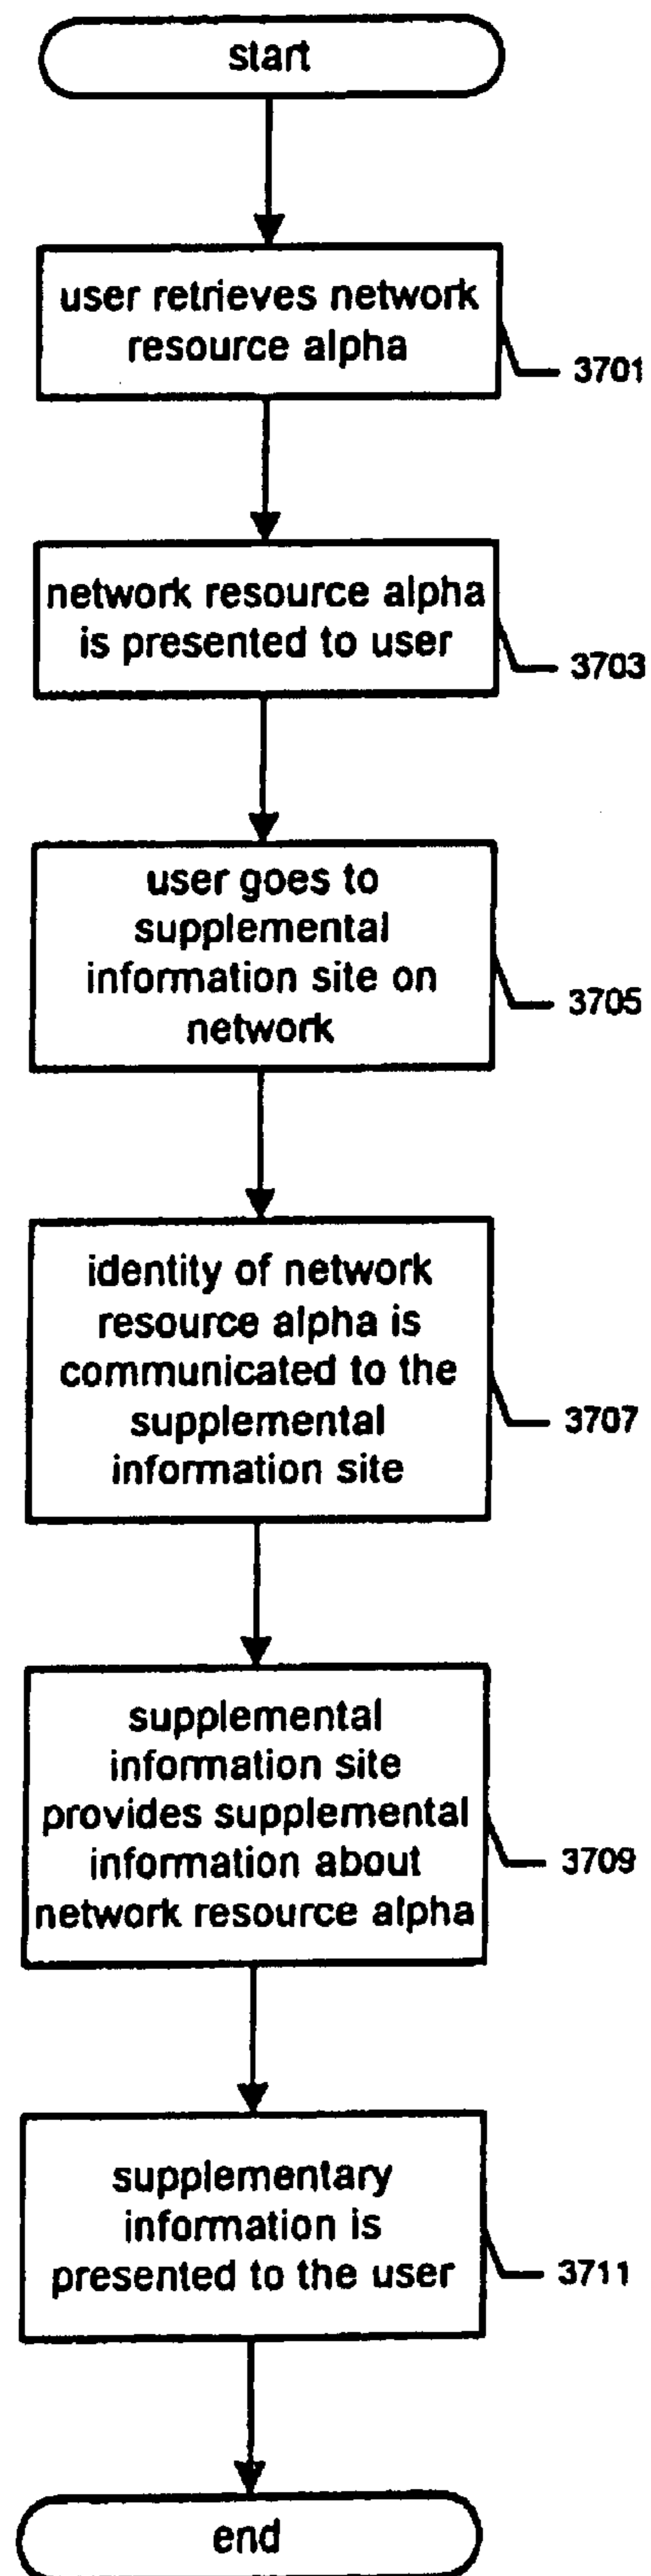 start
user retrieves network
resource alpha
3701
network resource alpha
is presented to user
3703
user goes to
supplemental
information site on
network
3705
identity of network
resource alpha is
communicated to the
supplemental
information site
3707
supplemental
information site
provides supplemental
information about
network resource alpha
3709
supplementary
information is
presented to the user
3711
end